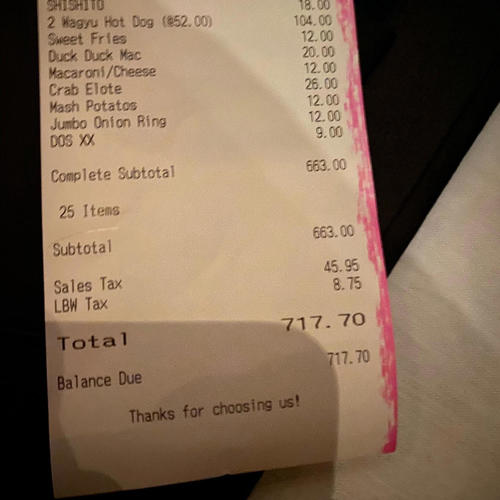 SHISHITO 18.00
2 Wagyu Hot Dog (@52.00) 104.00
Sweet Fries 12.00
Duck Duck Mac 20.00
Macaroni/Cheese 12.00
Crab Elote 26.00
Mash Potatos 12.00
Jumbo Onion Ring 12.00
DOS XX 9.00
Complete Subtotal 663.00
25 Items
Subtotal 663.00
Sales Tax 45.95
LBW Tax 8.75
Total 717.70
Balance Due 717.70
Thanks for choosing us!